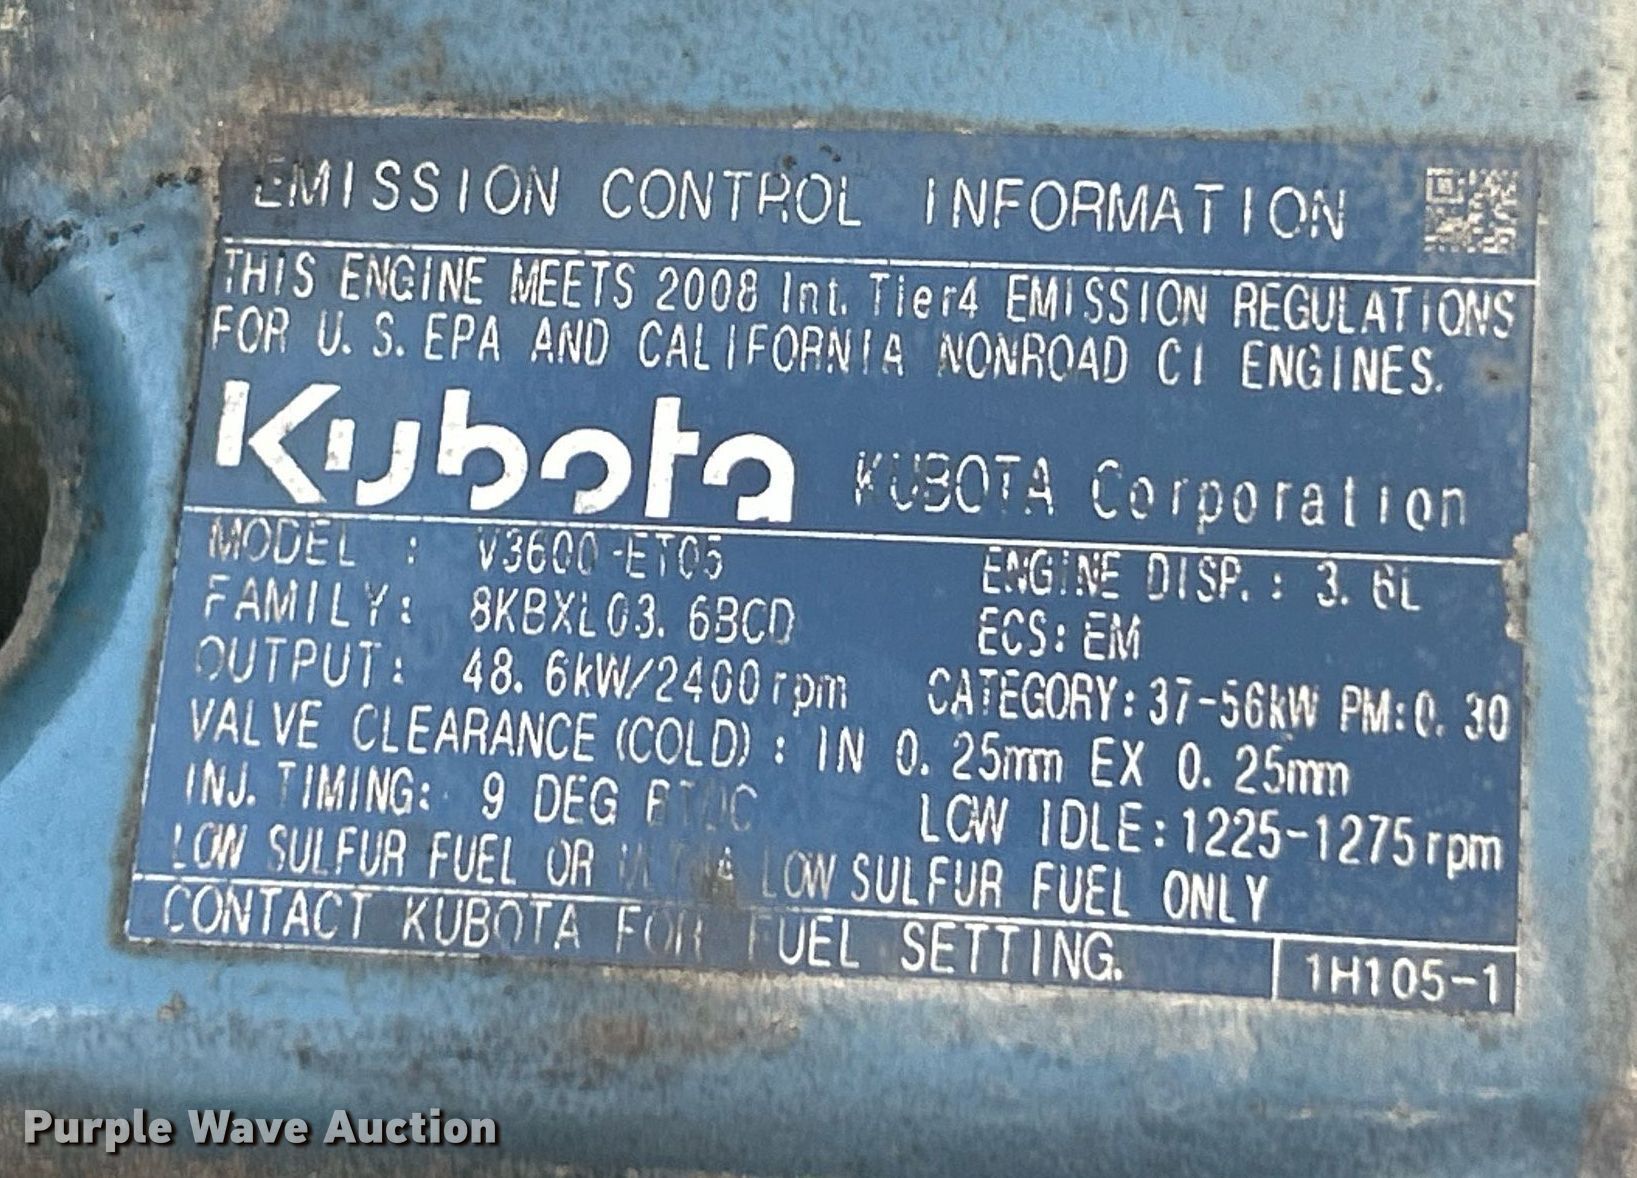 EMISSION CONTROL INFORMATION
THIS ENGINE MEETS 2008 Int. Tier4 EMISSION REGULATIONS
FOR U. S. EPA AND CALIFORNIA NONROAD CI ENGINES.
Kubota KUBOTA Corporation
MODEL : V3600-ET05 ENGINE DISP. : 3. 6L
FAMILY: 8KBXL03. 6BCD ECS: EM
OUTPUT: 48. 6kW/2400rpm CATEGORY: 37-56kW PM:0. 30
VALVE CLEARANCE (COLD) : IN 0. 25mm EX 0. 25mm
INJ. TIMING: 9 DEG BTDC LOW IDLE: 1225-1275rpm
LOW SULFUR FUEL OR ULTRA LOW SULFUR FUEL ONLY
CONTACT KUBOTA FOR FUEL SETTING. 1H105-1
Purple Wave Auction